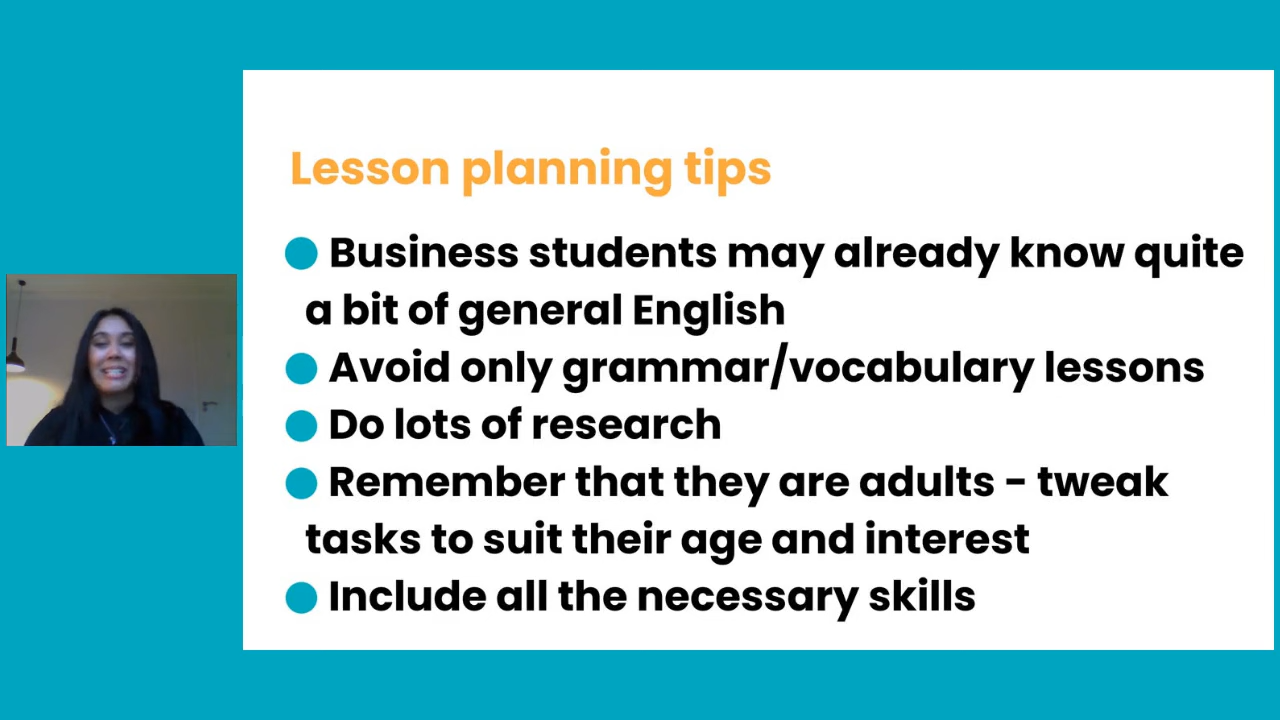 Lesson planning tips
● Business students may already know quite
a bit of general English
● Avoid only grammar/vocabulary lessons
● Do lots of research
● Remember that they are adults - tweak
tasks to suit their age and interest
● Include all the necessary skills